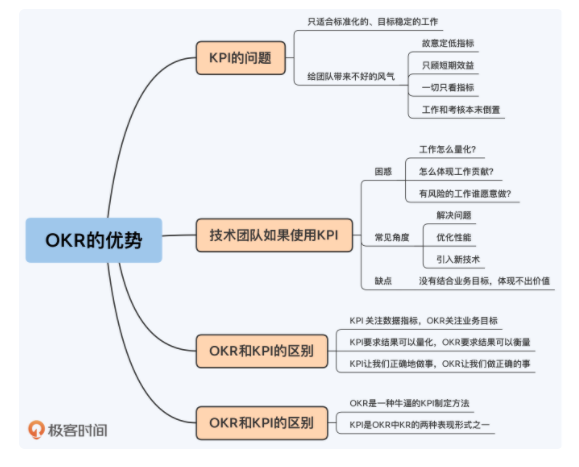 OKR的优势
KPI的问题
只适合标准化的、目标稳定的工作
给团队带来不好的风气
故意定低指标
只顾短期效益
一切只看指标
工作和考核本末倒置
技术团队如果使用KPI
困惑
工作怎么量化?
怎么体现工作贡献?
有风险的工作谁愿意做?
常见角度
解决问题
优化性能
引入新技术
缺点
没有结合业务目标，体现不出价值
OKR和KPI的区别
KPI 关注数据指标，OKR关注业务目标
KPI要求结果可以量化，OKR要求结果可以衡量
KPI让我们正确地做事，OKR让我们做正确的事
OKR和KPI的区别
OKR是一种牛逼的KPI制定方法
KPI是OKR中KR的两种表现形式之一
极客时间